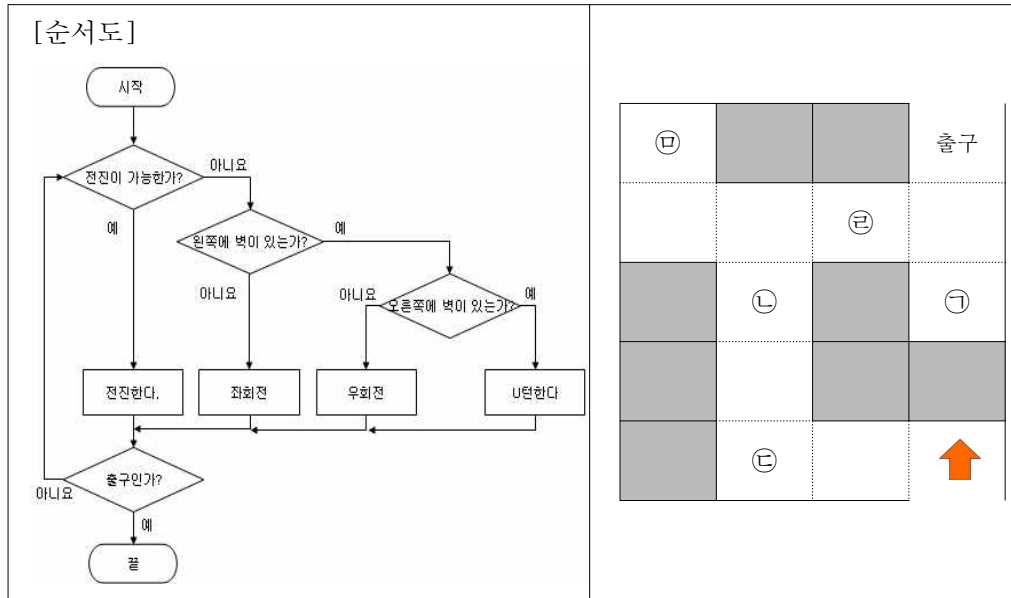 [순서도]
시작
전진이 가능한가?
아니요
예
왼쪽에 벽이 있는가?
예
아니요
오른쪽에 벽이 있는가?
아니요
예
전진한다.
좌회전
우회전
U턴한다
출구인가?
아니요
예
끝
㉤
출구
㉣
㉡
㉠
㉢